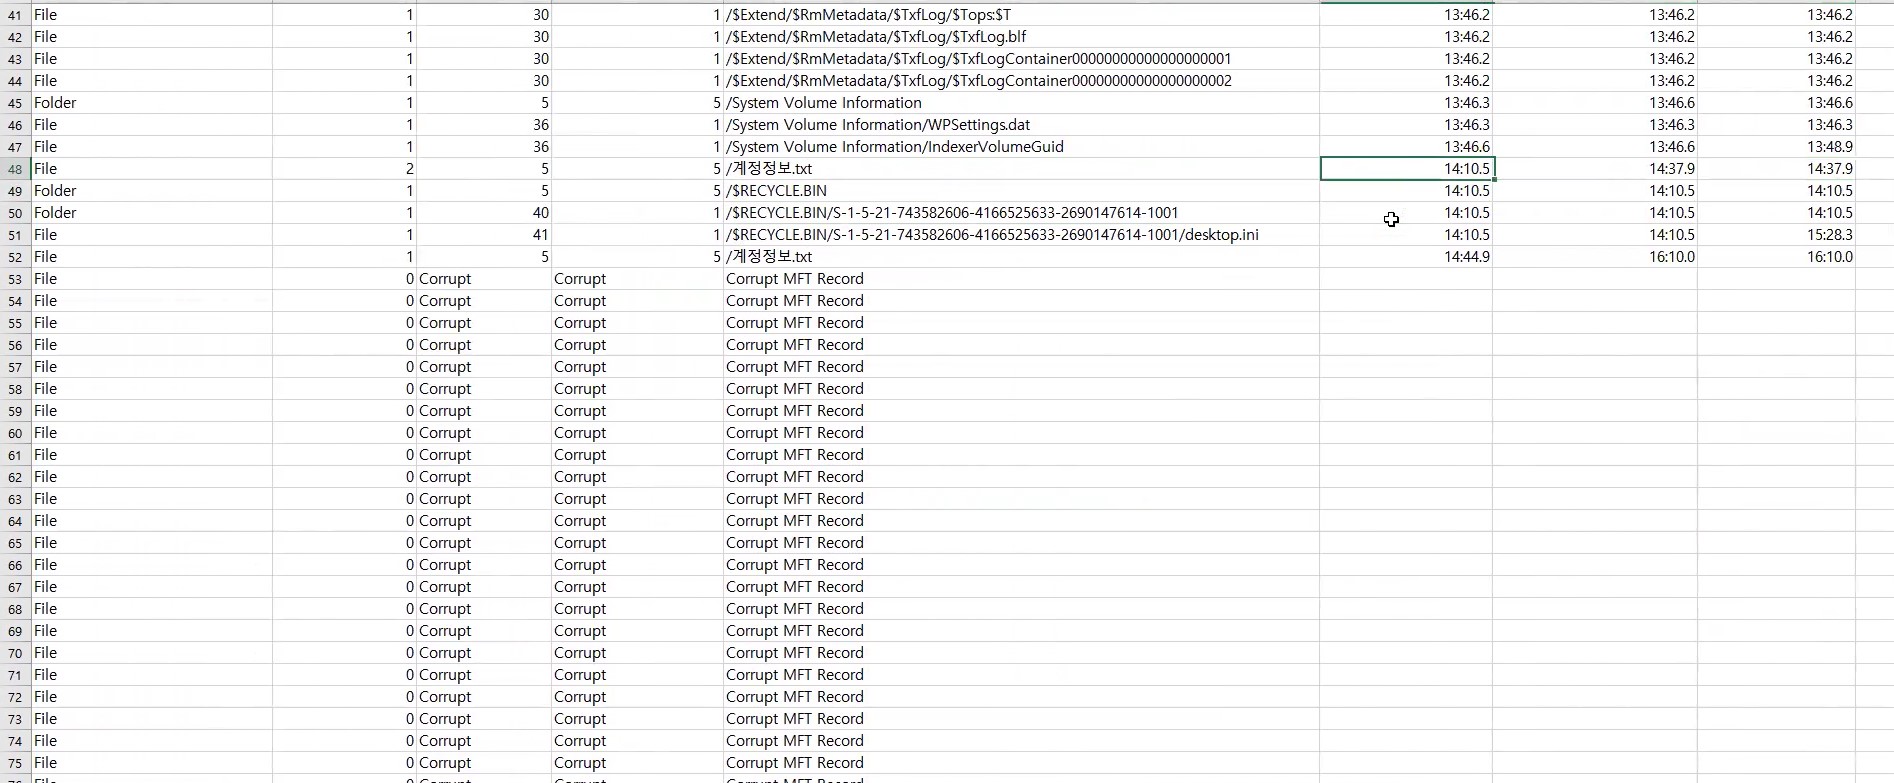 41 File 1 30 1 /$Extend/$RmMetadata/$TxfLog/$Tops:$T 13:46.2 13:46.2 13:46.2
42 File 1 30 1 /$Extend/$RmMetadata/$TxfLog/$TxfLog.blf 13:46.2 13:46.2 13:46.2
43 File 1 30 1 /$Extend/$RmMetadata/$TxfLog/$TxfLogContainer00000000000000000001 13:46.2 13:46.2 13:46.2
44 File 1 30 1 /$Extend/$RmMetadata/$TxfLog/$TxfLogContainer00000000000000000002 13:46.2 13:46.2 13:46.2
45 Folder 1 5 5 /System Volume Information 13:46.3 13:46.6 13:46.6
46 File 1 36 1 /System Volume Information/WPSettings.dat 13:46.3 13:46.3 13:46.3
47 File 1 36 1 /System Volume Information/IndexerVolumeGuid 13:46.6 13:46.6 13:48.9
48 File 2 5 5 /계정정보.txt 14:10.5 14:37.9 14:37.9
49 Folder 1 5 5 /$RECYCLE.BIN 14:10.5 14:10.5 14:10.5
50 Folder 1 40 1 /$RECYCLE.BIN/S-1-5-21-743582606-4166525633-2690147614-1001 14:10.5 14:10.5 14:10.5
51 File 1 41 1 /$RECYCLE.BIN/S-1-5-21-743582606-4166525633-2690147614-1001/desktop.ini 14:10.5 14:10.5 15:28.3
52 File 1 5 5 /계정정보.txt 14:44.9 16:10.0 16:10.0
53 File 0 Corrupt Corrupt Corrupt MFT Record
54 File 0 Corrupt Corrupt Corrupt MFT Record
55 File 0 Corrupt Corrupt Corrupt MFT Record
56 File 0 Corrupt Corrupt Corrupt MFT Record
57 File 0 Corrupt Corrupt Corrupt MFT Record
58 File 0 Corrupt Corrupt Corrupt MFT Record
59 File 0 Corrupt Corrupt Corrupt MFT Record
60 File 0 Corrupt Corrupt Corrupt MFT Record
61 File 0 Corrupt Corrupt Corrupt MFT Record
62 File 0 Corrupt Corrupt Corrupt MFT Record
63 File 0 Corrupt Corrupt Corrupt MFT Record
64 File 0 Corrupt Corrupt Corrupt MFT Record
65 File 0 Corrupt Corrupt Corrupt MFT Record
66 File 0 Corrupt Corrupt Corrupt MFT Record
67 File 0 Corrupt Corrupt Corrupt MFT Record
68 File 0 Corrupt Corrupt Corrupt MFT Record
69 File 0 Corrupt Corrupt Corrupt MFT Record
70 File 0 Corrupt Corrupt Corrupt MFT Record
71 File 0 Corrupt Corrupt Corrupt MFT Record
72 File 0 Corrupt Corrupt Corrupt MFT Record
73 File 0 Corrupt Corrupt Corrupt MFT Record
74 File 0 Corrupt Corrupt Corrupt MFT Record
75 File 0 Corrupt Corrupt Corrupt MFT Record
76 File 0 Corrupt Corrupt Corrupt MFT Record